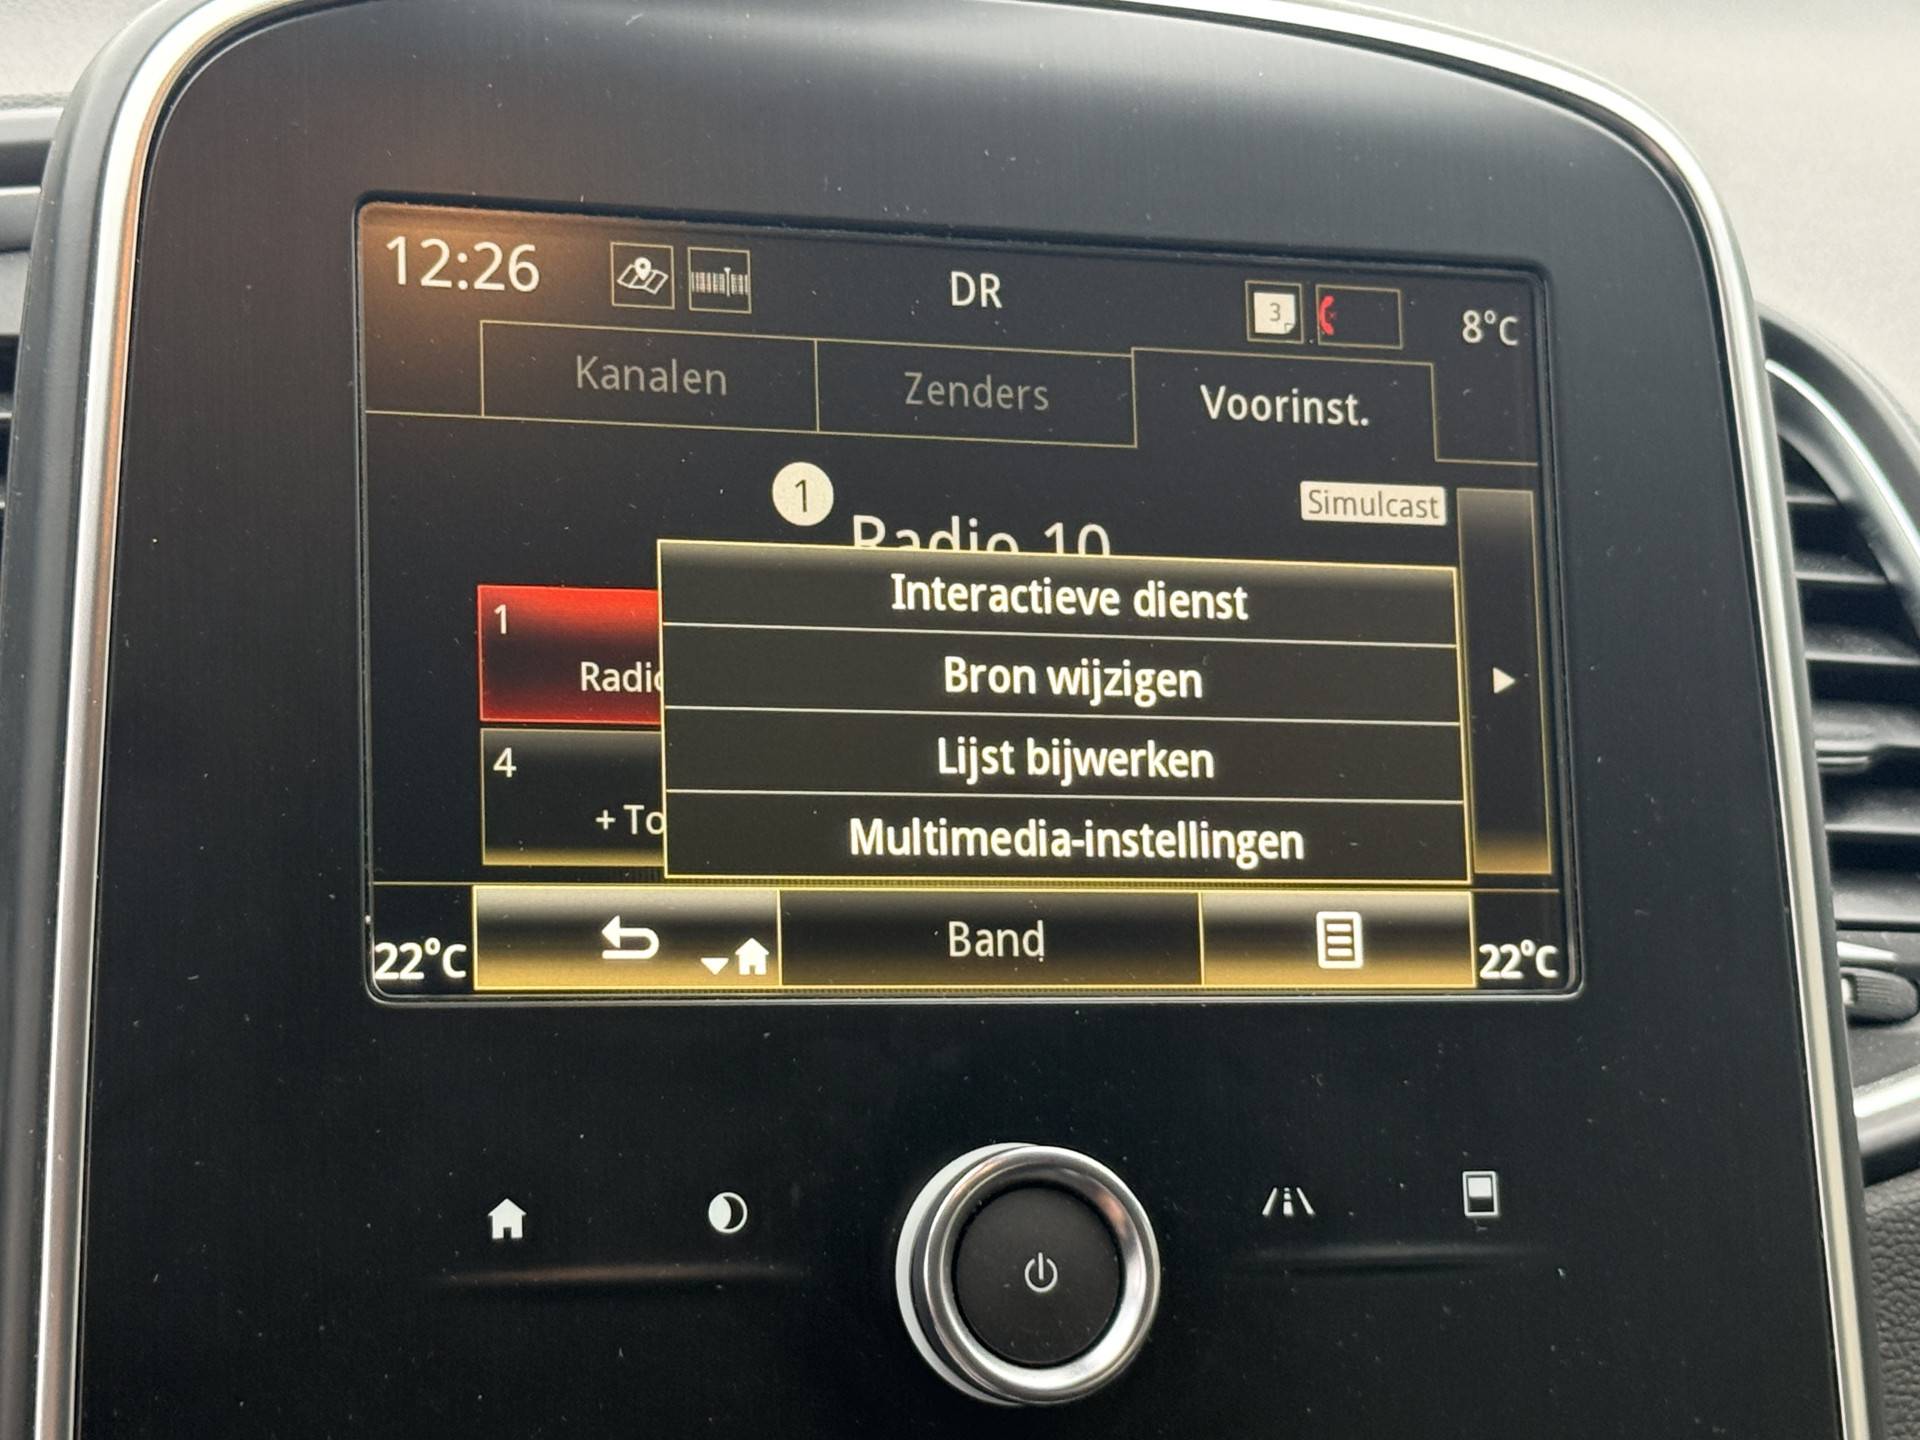 12:26
DR
3
8°C
Kanalen
Zenders
Voorinst.
1
Simulcast
Radio 10
Interactieve dienst
1
Bron wijzigen
Lijst bijwerken
4
+ To
Multimedia-instellingen
22°C
Band
22°C